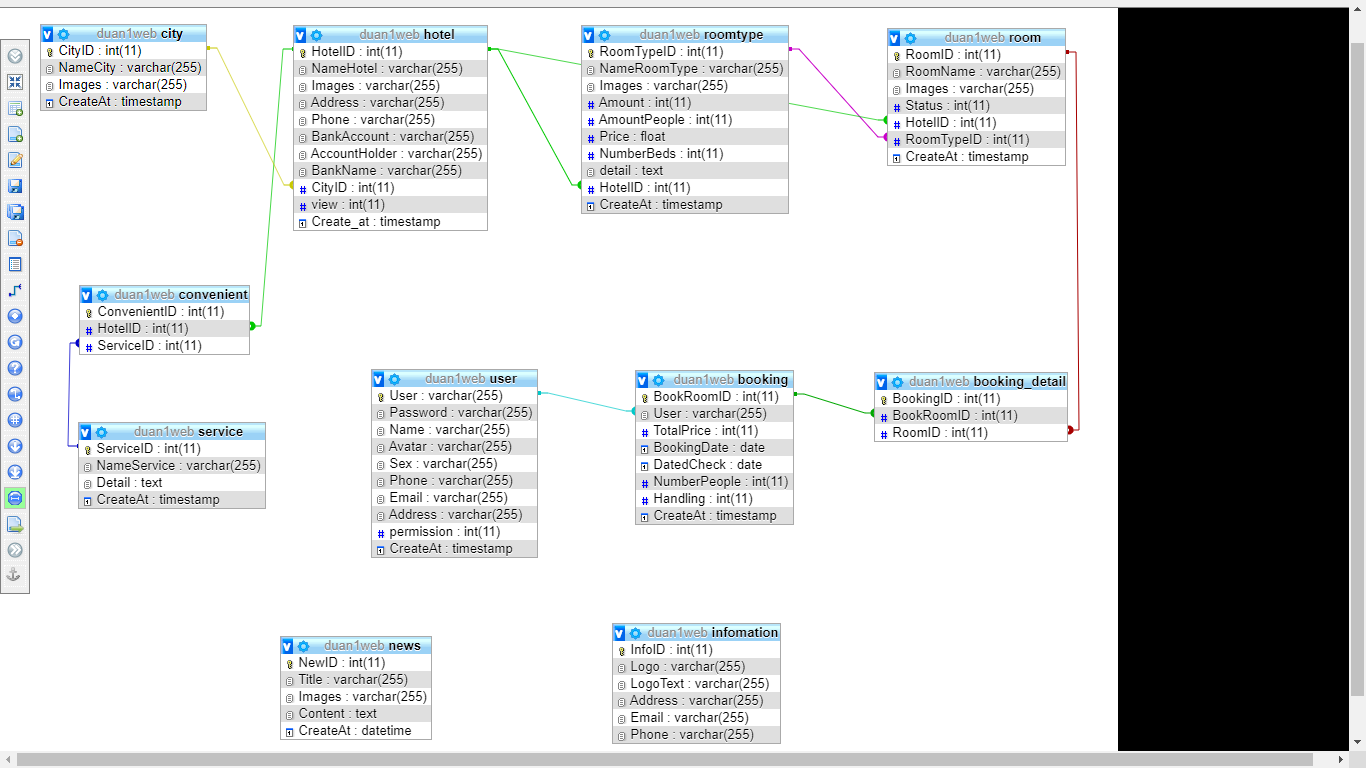 duan1web city
CityID : int(11)
NameCity : varchar(255)
Images : varchar(255)
CreateAt : timestamp
duan1web hotel
HotelID : int(11)
NameHotel : varchar(255)
Images : varchar(255)
Address : varchar(255)
Phone : varchar(255)
BankAccount : varchar(255)
AccountHolder : varchar(255)
BankName : varchar(255)
CityID : int(11)
view : int(11)
Create_at : timestamp
duan1web roomtype
RoomTypeID : int(11)
NameRoomType : varchar(255)
Images : varchar(255)
Amount : int(11)
AmountPeople : int(11)
Price : float
NumberBeds : int(11)
detail : text
HotelID : int(11)
CreateAt : timestamp
duan1web room
RoomID : int(11)
RoomName : varchar(255)
Images : varchar(255)
Status : int(11)
HotelID : int(11)
RoomTypeID : int(11)
CreateAt : timestamp
duan1web convenient
ConvenientID : int(11)
HotelID : int(11)
ServiceID : int(11)
duan1web service
ServiceID : int(11)
NameService : varchar(255)
Detail : text
CreateAt : timestamp
duan1web user
User : varchar(255)
Password : varchar(255)
Name : varchar(255)
Avatar : varchar(255)
Sex : varchar(255)
Phone : varchar(255)
Email : varchar(255)
Address : varchar(255)
permission : int(11)
CreateAt : timestamp
duan1web booking
BookRoomID : int(11)
User : varchar(255)
TotalPrice : int(11)
BookingDate : date
DatedCheck : date
NumberPeople : int(11)
Handling : int(11)
CreateAt : timestamp
duan1web booking_detail
BookingID : int(11)
BookRoomID : int(11)
RoomID : int(11)
duan1web news
NewID : int(11)
Title : varchar(255)
Images : varchar(255)
Content : text
CreateAt : datetime
duan1web infomation
InfoID : int(11)
Logo : varchar(255)
LogoText : varchar(255)
Address : varchar(255)
Email : varchar(255)
Phone : varchar(255)